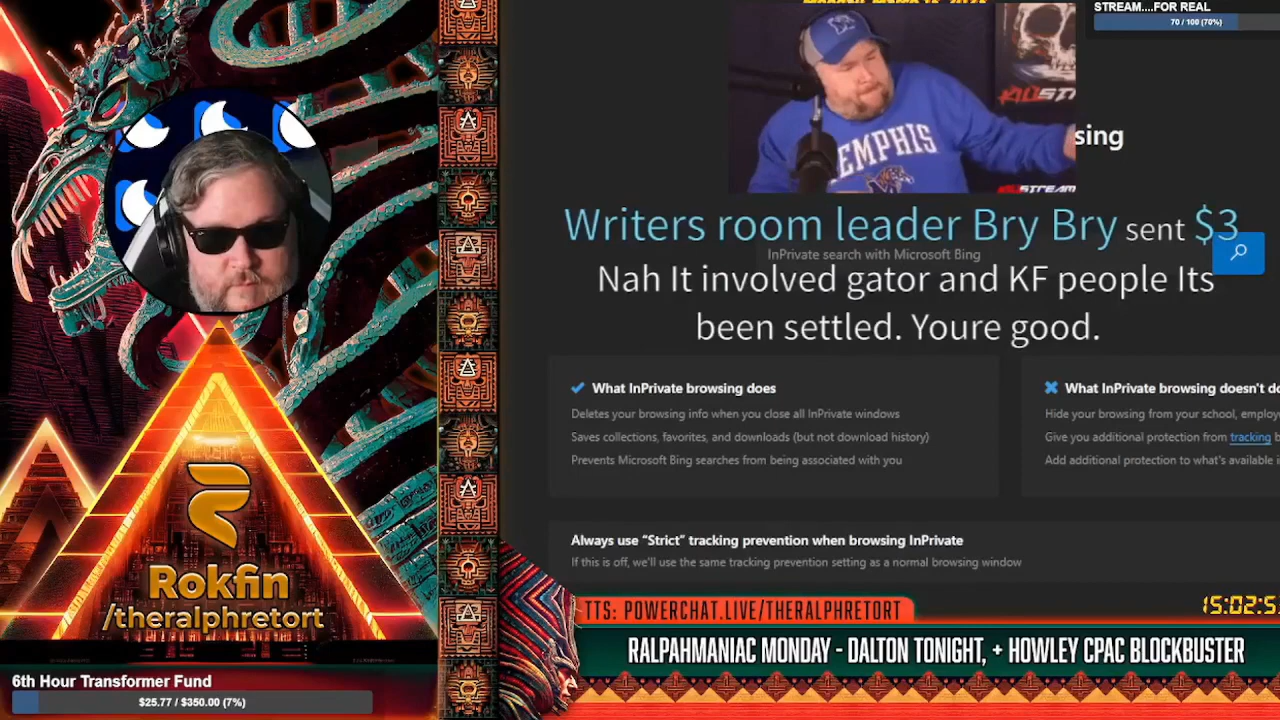 STREAM....FOR REAL
70 / 100 (70%)
KILLSTREAM
MEMPHIS
sing
Writers room leader Bry Bry sent $3
InPrivate search with Microsoft Bing
Nah It involved gator and KF people Its
been settled. Youre good.
What InPrivate browsing does
Deletes your browsing info when you close all InPrivate windows
Saves collections, favorites, and downloads (but not download history)
Prevents Microsoft Bing searches from being associated with you
What InPrivate browsing doesn't do
Hide your browsing from your school,
Give you additional protection from tracking
Add additional protection to what's available
Always use “Strict” tracking prevention when browsing InPrivate
If this is off, we'll use the same tracking prevention setting as a normal browsing window
Rokfin
/theralphretort
TTS: POWERCHAT.LIVE/THERALPHRETORT
15:02:5
RALPAHMANIAC MONDAY - DALTON TONIGHT, + HOWLEY CPAC BLOCKBUSTER
6th Hour Transformer Fund
$25.77 / $350.00 (7%)